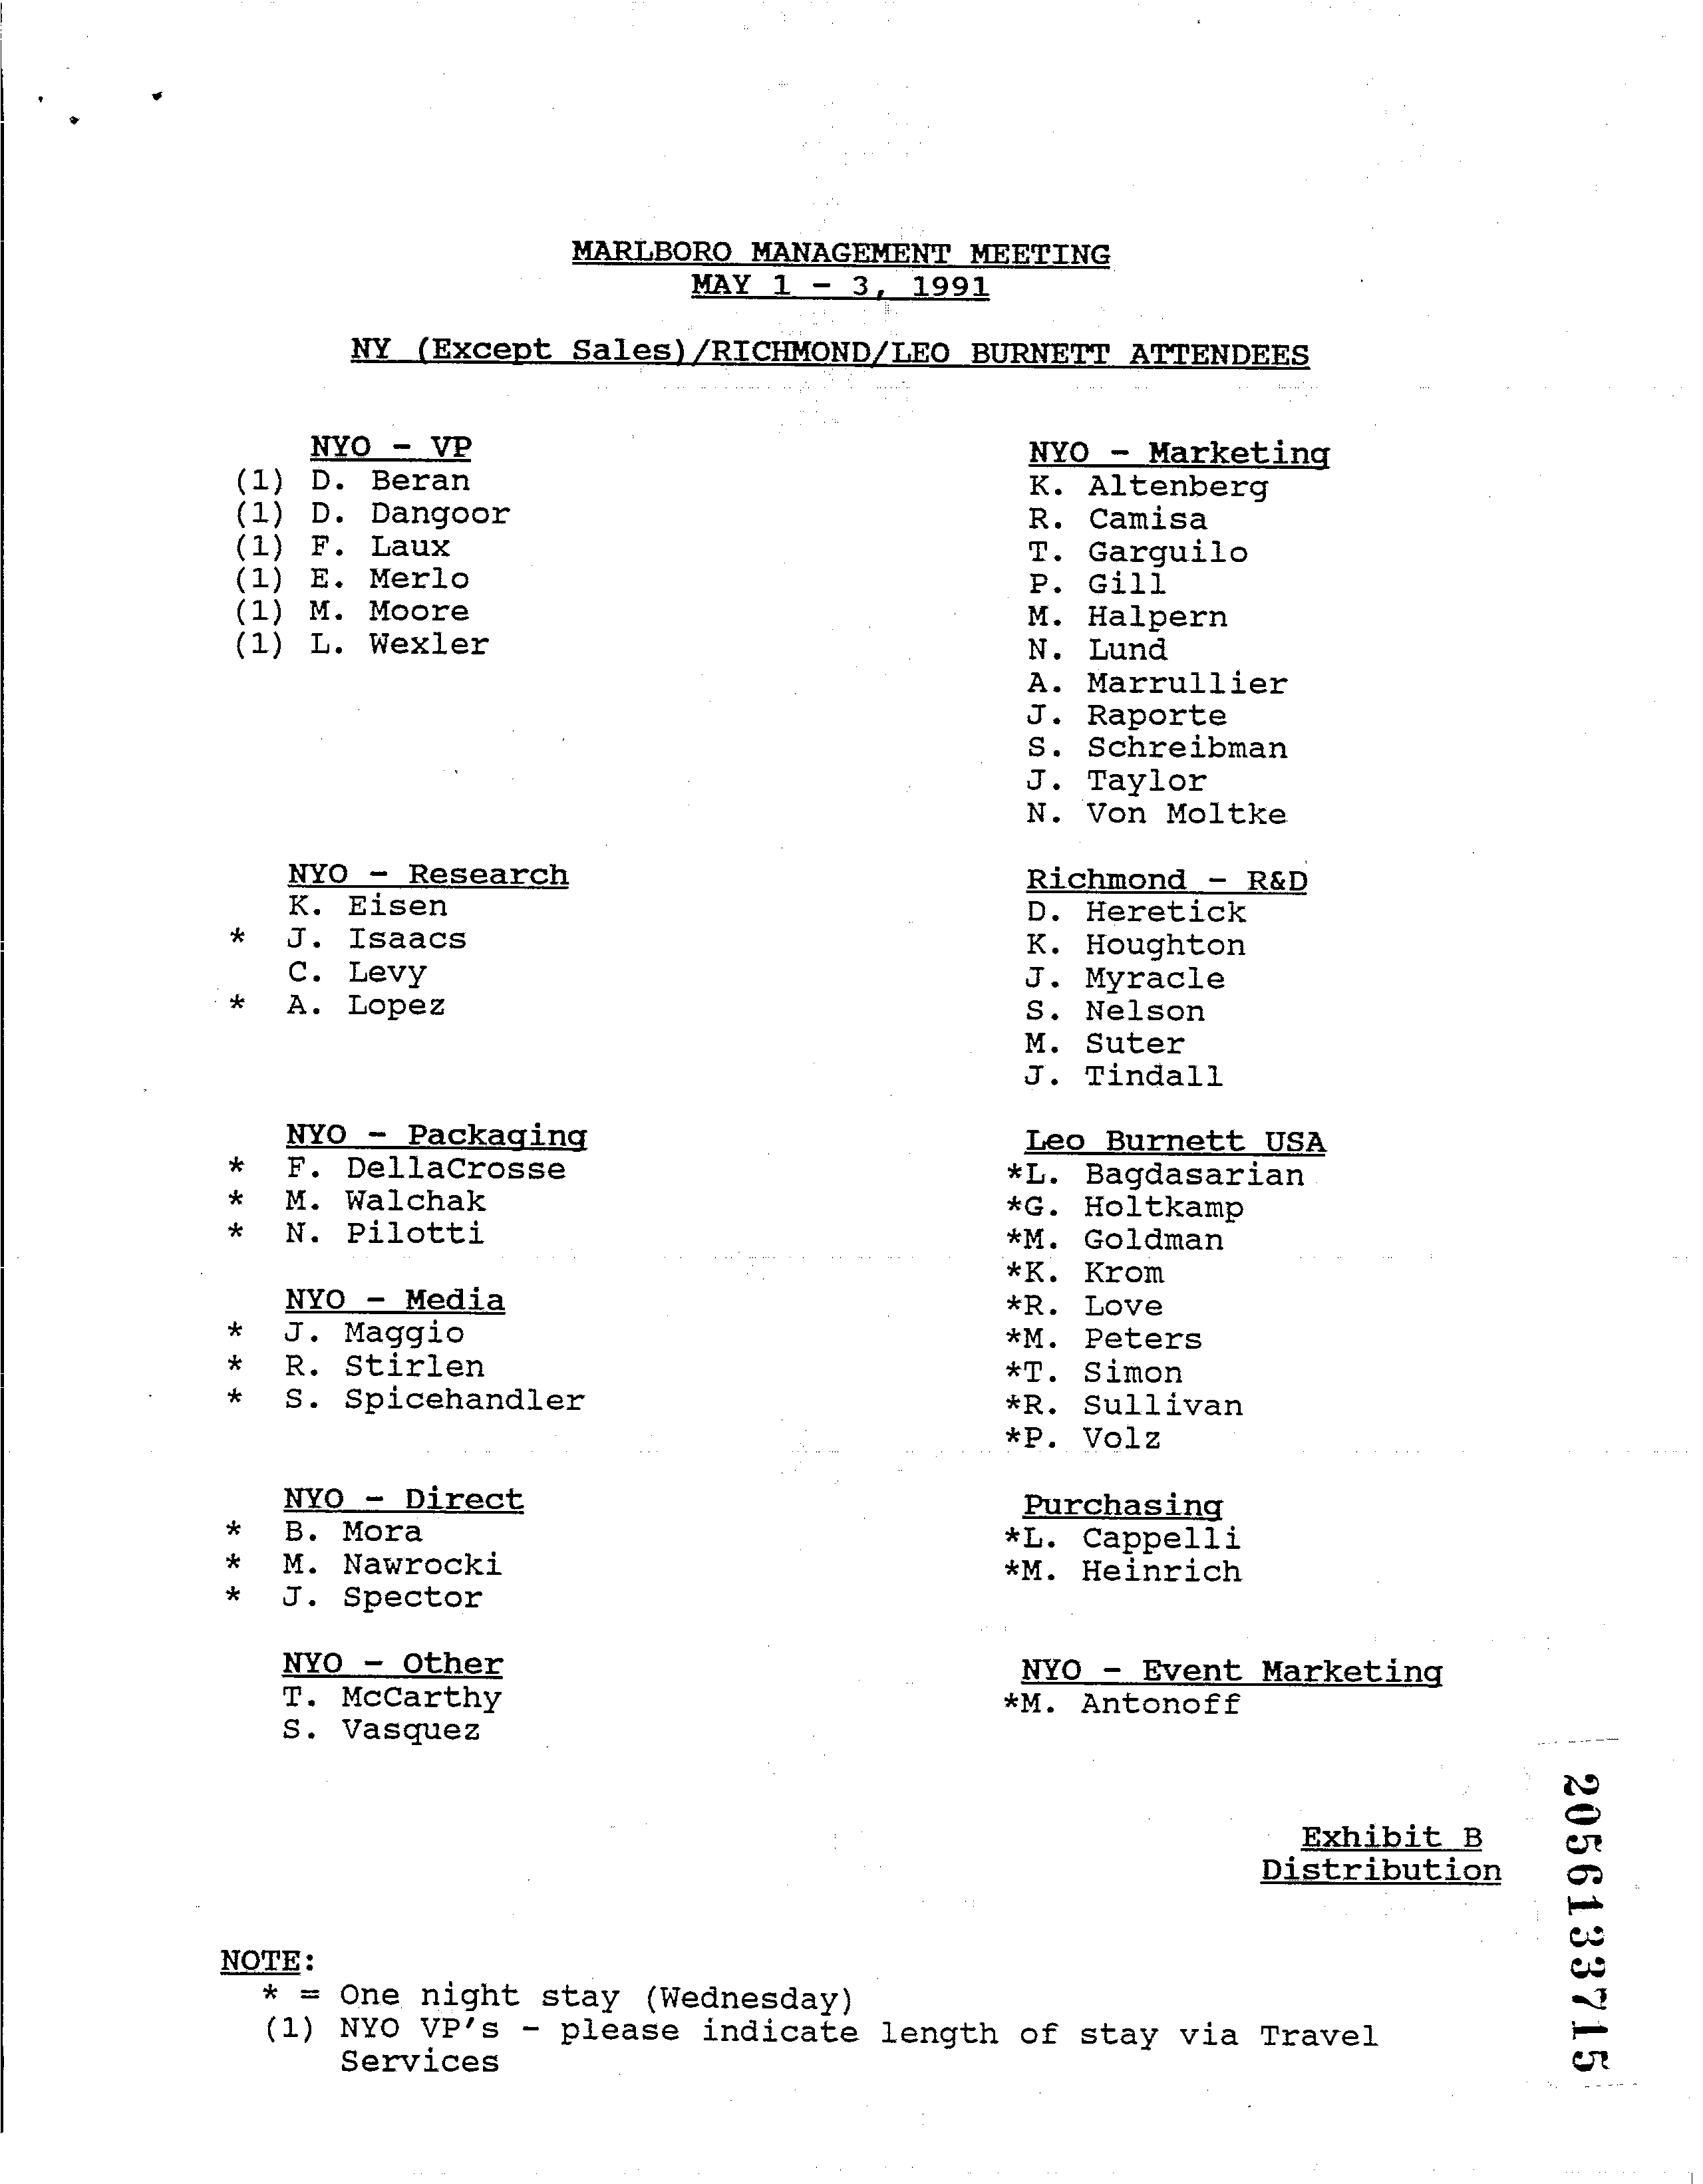 MARLBORO MANAGEMENT MEETING
MAY 1 - 3, 1991
NY (Except Sales)/RICHMOND/LEO BURNETT ATTENDEES
NYO - VP
(1) D. Beran
(1) D. Dangoor
(1) F. Laux
(1) E. Merlo
(1) M. Moore
(1) L. Wexler
NYO - Marketing
K. Altenberg
R. Camisa
T. Garguilo
P. Gill
M. Halpern
N. Lund
A. Marrullier
J. Raporte
S. Schreibman
J. Taylor
N. Von Moltke
NYO - Research
K. Eisen
* J. Isaacs
C. Levy
* A. Lopez
Richmond - R&D
D. Heretick
K. Houghton
J. Myracle
S. Nelson
M. Suter
J. Tindall
NYO - Packaging
* F. DellaCrosse
* M. Walchak
* N. Pilotti
NYO - Media
* J. Maggio
* R. Stirlen
* S. Spicehandler
Leo Burnett USA
*L. Bagdasarian
*G. Holtkamp
*M. Goldman
*K. Krom
*R. Love
*M. Peters
*T. Simon
*R. Sullivan
*P. Volz
NYO - Direct
* B. Mora
* M. Nawrocki
* J. Spector
Purchasing
*L. Cappelli
*M. Heinrich
NYO - Other
T. McCarthy
S. Vasquez
NYO - Event Marketing
*M. Antonoff
Exhibit B
Distribution
NOTE:
* = One night stay (Wednesday)
(1) NYO VP's - please indicate length of stay via Travel
Services
2056133715